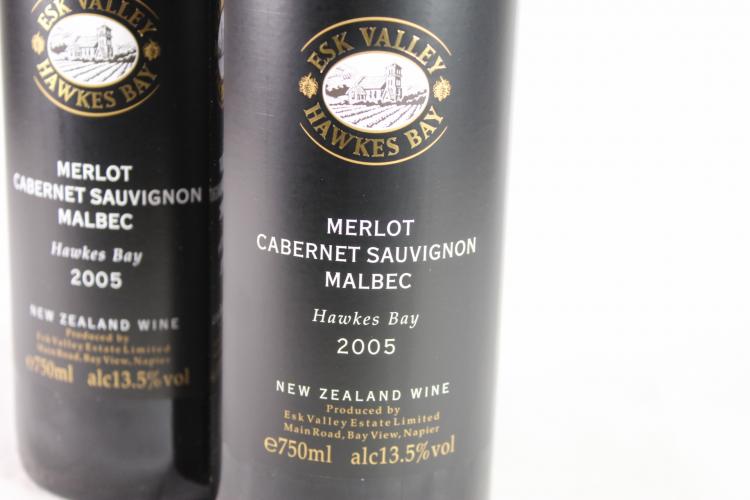 ESK VALLEY
HAWKES BAY
MERLOT
CABERNET SAUVIGNON
MALBEC
Hawkes Bay
2005
NEW ZEALAND WINE
Produced by
Esk Valley Estate Limited
Main Road, Bay View, Napier
e750ml alc13.5%vol
ESK VALLEY
HAWKES BAY
MERLOT
CABERNET SAUVIGNON
MALBEC
Hawkes Bay
2005
NEW ZEALAND WINE
Produced by
Esk Valley Estate Limited
Main Road, Bay View, Napier
e750ml alc13.5%vol